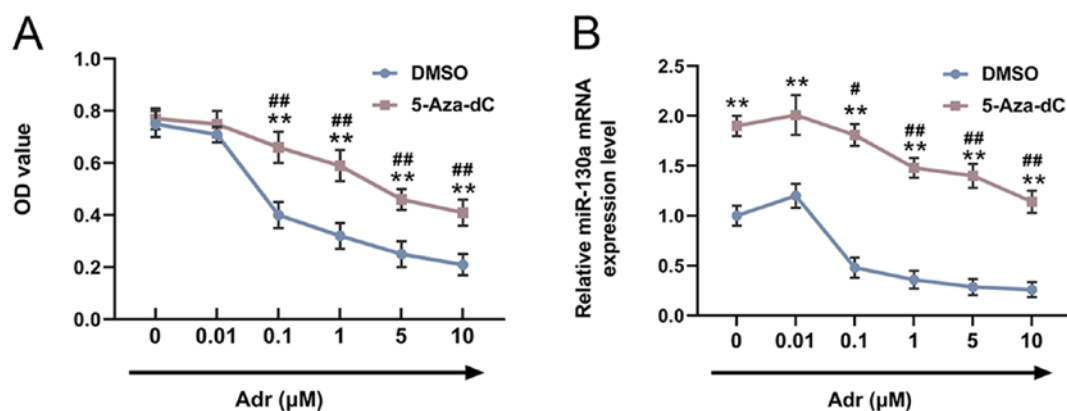 A
1.0
0.8
0.6
0.4
0.2
0.0
OD value
DMSO
5-Aza-dC
##
**
##
**
##
**
##
**
0 0.01 0.1 1 5 10
Adr (μM)
B
2.5
2.0
1.5
1.0
0.5
0.0
Relative miR-130a mRNA
expression level
DMSO
5-Aza-dC
**
**
#
**
##
**
##
**
##
**
0 0.01 0.1 1 5 10
Adr (μM)